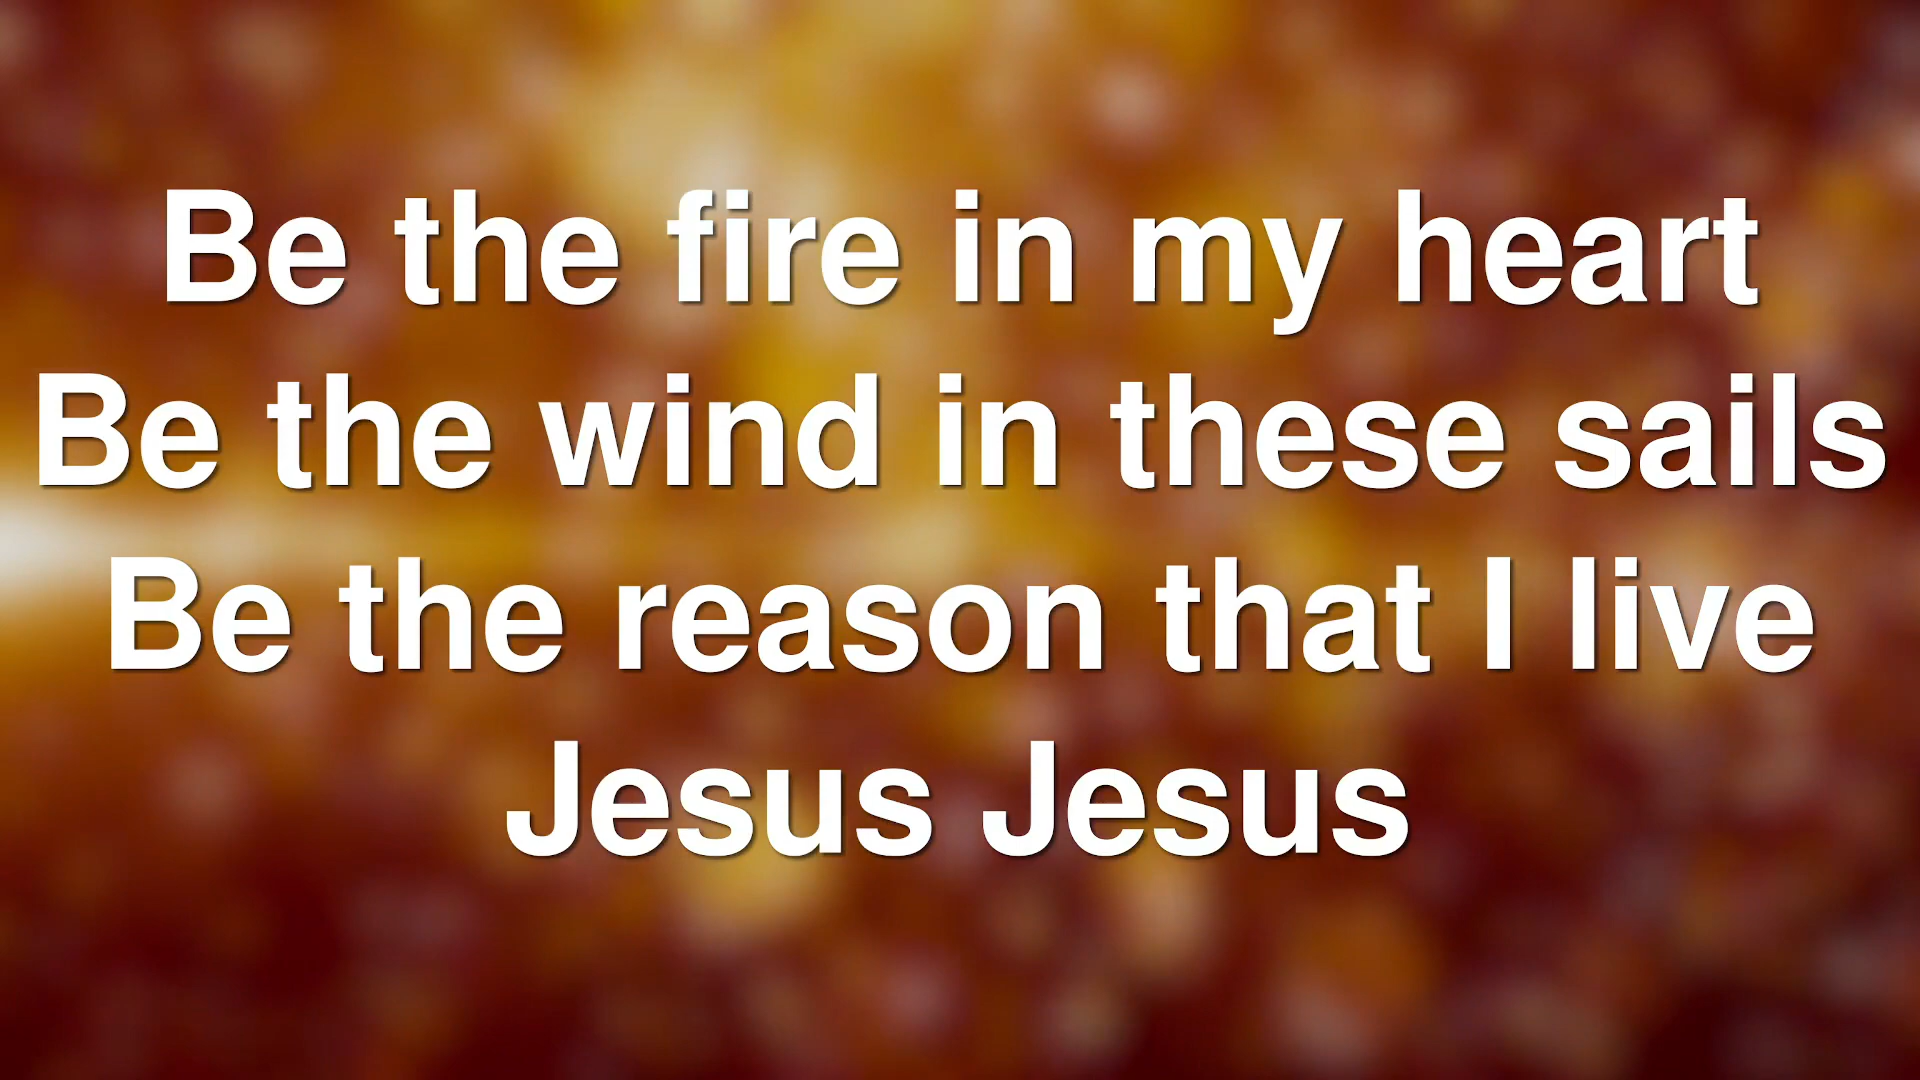 Be the fire in my heart
Be the wind in these sails
Be the reason that I live
Jesus Jesus